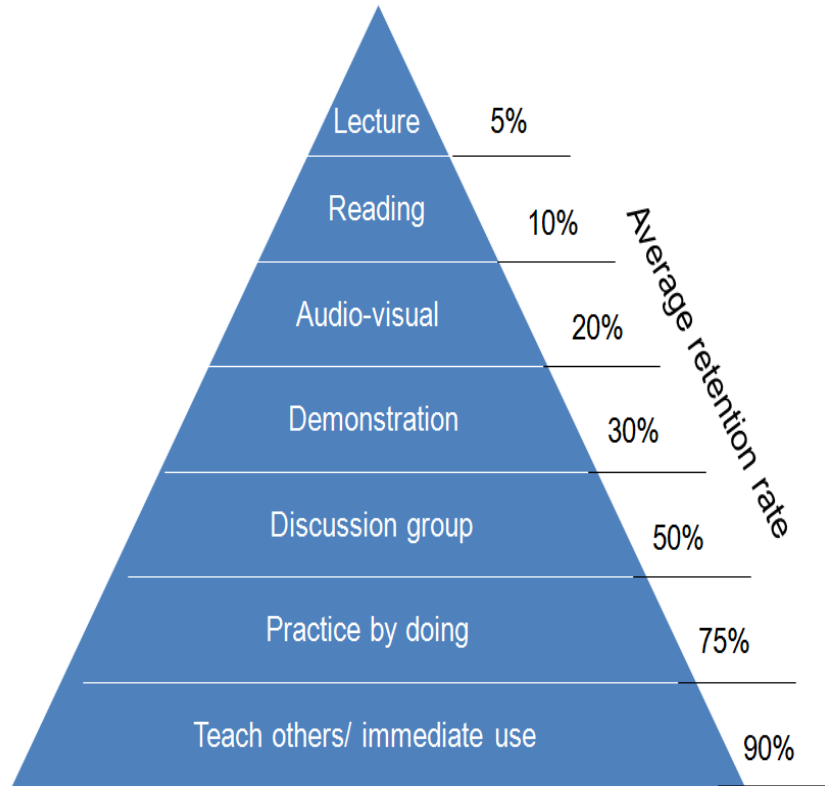 Lecture 5%
Reading 10%
Audio-visual 20%
Demonstration 30%
Discussion group 50%
Practice by doing 75%
Teach others/ immediate use 90%
Average retention rate